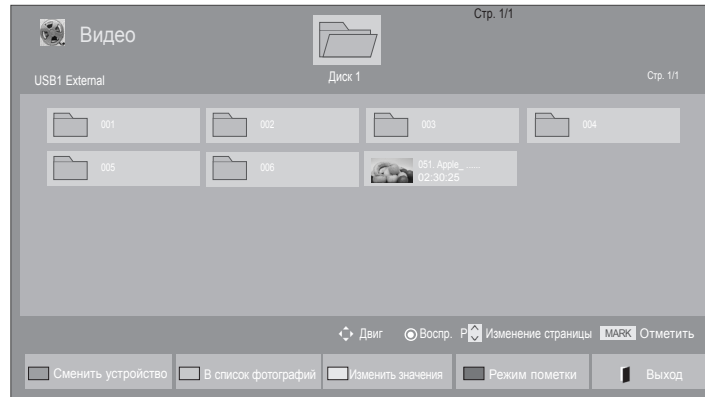 Стр. 1/1
Видео
USB1 External
Диск 1
Стр. 1/1
001
002
003
004
005
006
051. Apple_ ......
02:30:25
Двиг
Воспр.
P
Изменение страницы
MARK
Отметить
Сменить устройство
В список фотографий
Изменить значения
Режим пометки
Выход